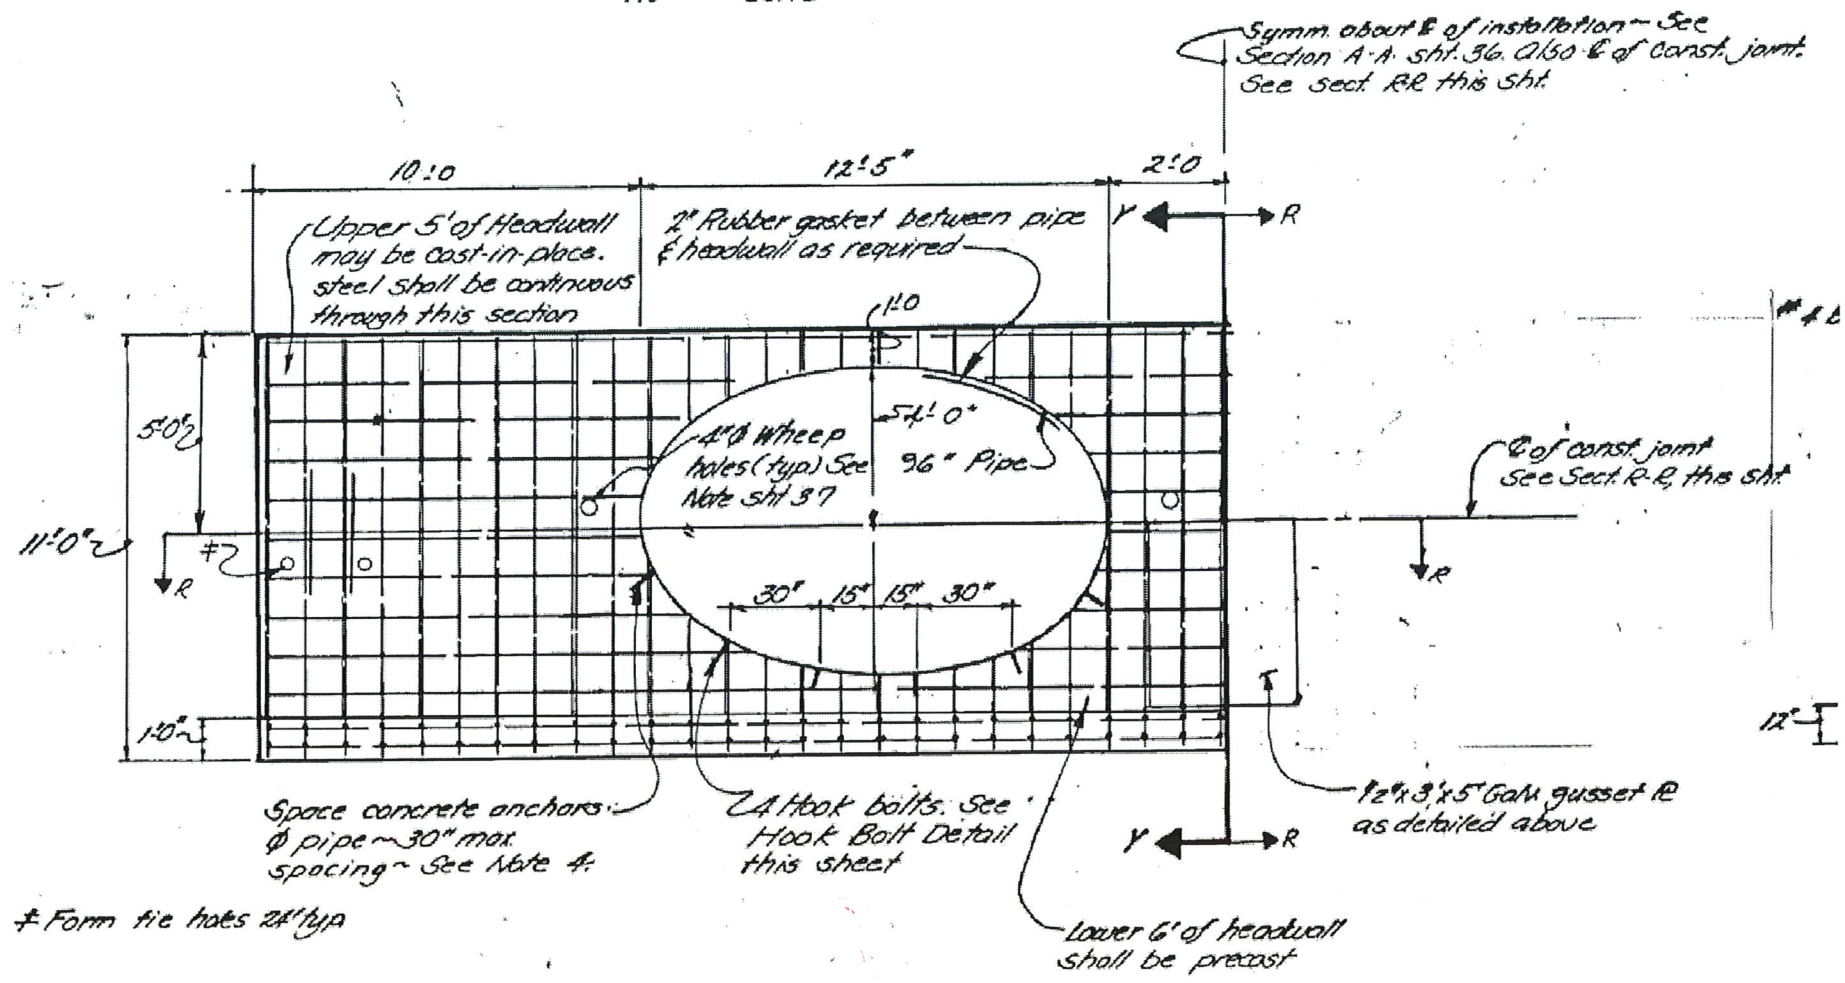 Symm. about ℄ of installation~ See
Section A-A. sht. 36. Also ℄ of Const. joint.
See sect. R-R this sht.
10'-0
12'-5"
2'-0
Upper 5' of Headwall
may be cast-in-place.
steel shall be continuous
through this section
2" Rubber gasket between pipe
& headwall as required
Y
R
1'-0
# 4
5'-0"
4"ϕ Wheep
holes (typ) See
Note sht 37
96" Pipe
℄ of const. joint
See Sect. R-R, this sht.
11'-0"
R
R
30"
15"
15"
30"
1'-0"
12"
Space concrete anchors
ϕ pipe ~ 30" max
spacing ~ See Note 4.
4 Hook bolts. See
Hook Bolt Detail
this sheet
Y
R
1/2" x 3' x 5' Galv. gusset ℄
as detailed above
‡ Form tie holes 24" typ
Lower 6' of headwall
shall be precast